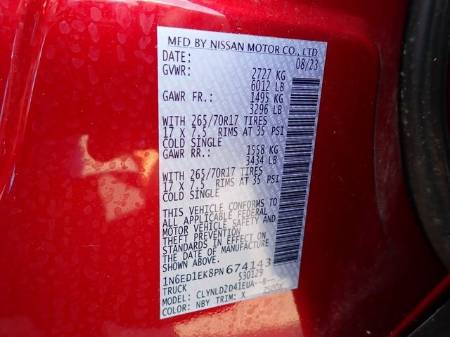 MFD BY NISSAN MOTOR CO., LTD.
DATE: 08/23
GVWR: 2727 KG
6012 LB
GAWR FR.: 1495 KG
3296 LB
WITH 265/70R17 TIRES
17 X 7.5 RIMS AT 35 PSI
COLD SINGLE
GAWR RR.: 1558 KG
3434 LB
WITH 265/70R17 TIRES
17 X 7.5 RIMS AT 35 PSI
COLD SINGLE
THIS VEHICLE CONFORMS TO
ALL APPLICABLE FEDERAL
MOTOR VEHICLE SAFETY AND
THEFT PREVENTION
STANDARDS IN EFFECT ON
THE DATE OF MANUFACTURE
SHOWN ABOVE.
1N6ED1EK8PN674143
TRUCK 530129
MODEL: CLYNLD2D41EUA
COLOR: NBY TRIM: X